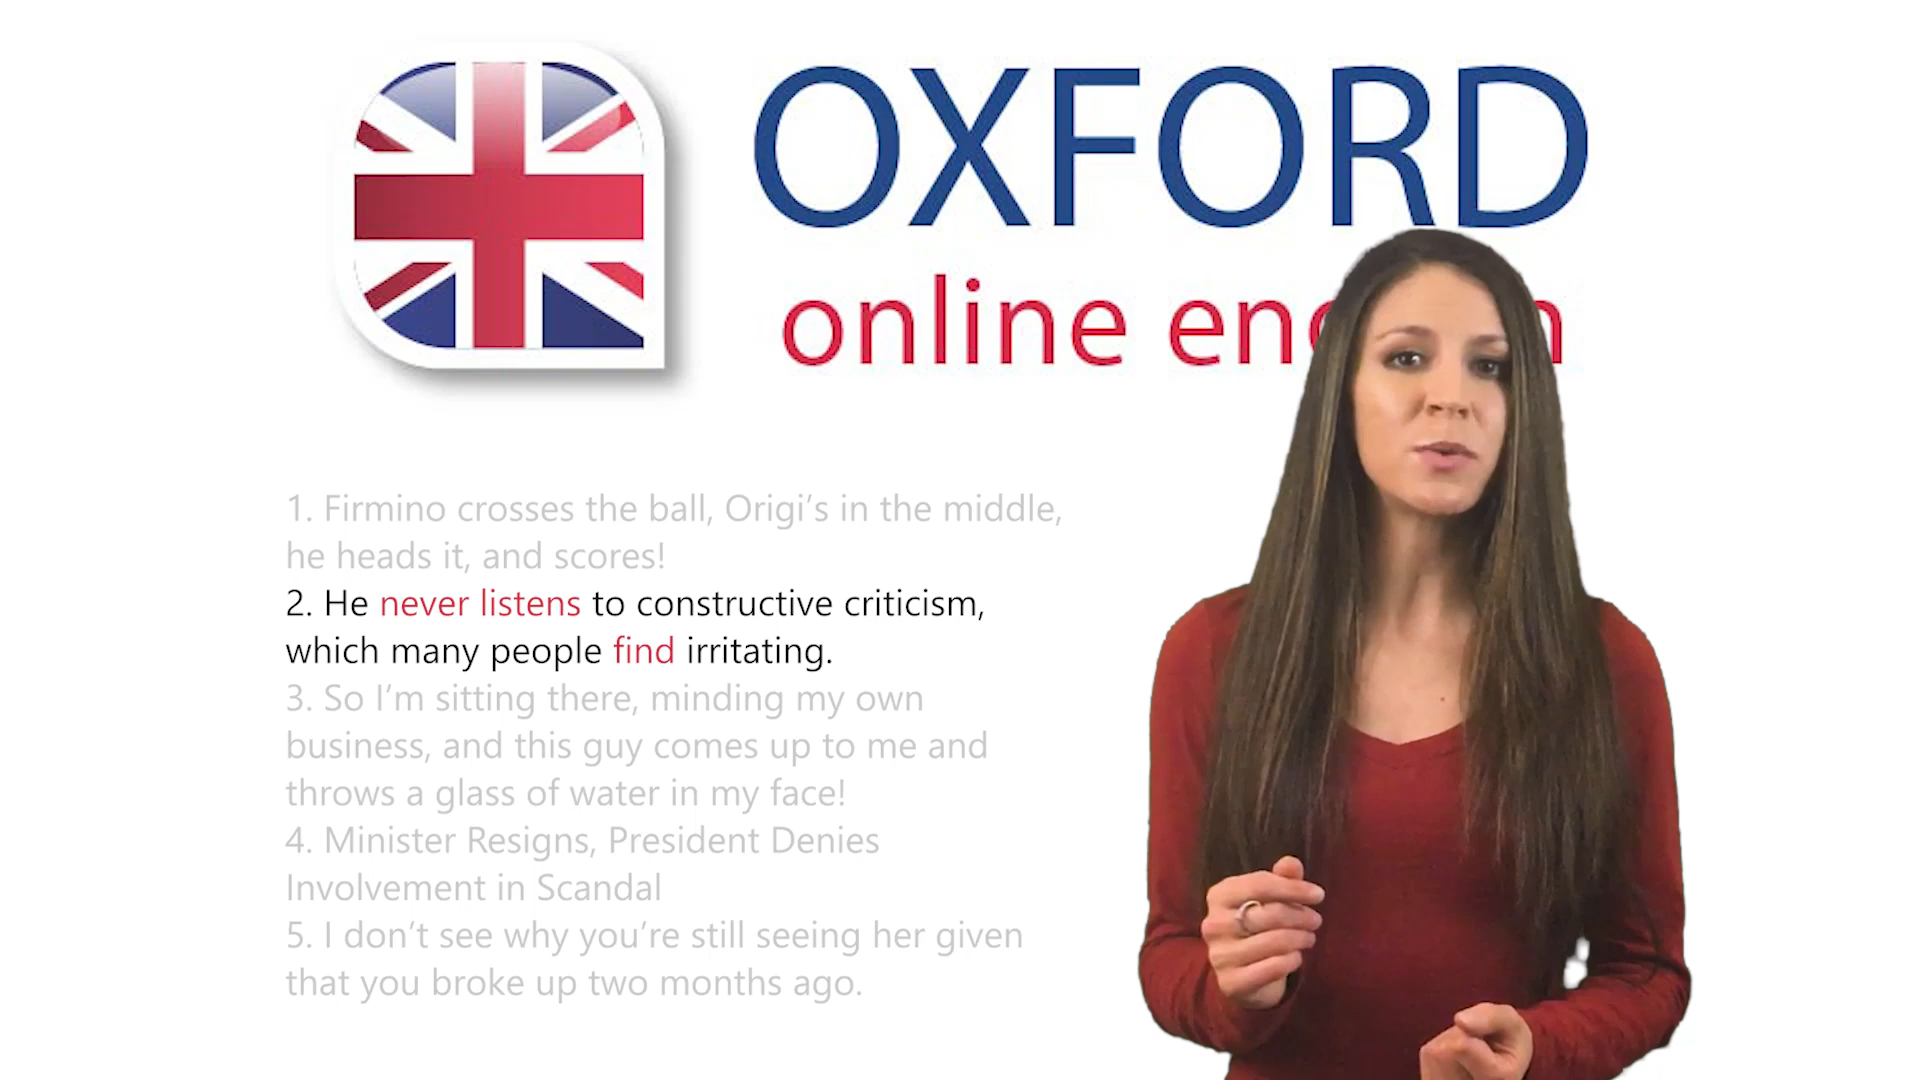 OXFORD
online
1. Firmino crosses the ball, Origi's in the middle,
he heads it, and scores!
2. He never listens to constructive criticism,
which many people find irritating.
3. So I'm sitting there, minding my own
business, and this guy comes up to me and
throws a glass of water in my face!
4. Minister Resigns, President Denies
Involvement in Scandal
5. I don't see why you're still seeing her given
that you broke up two months ago.